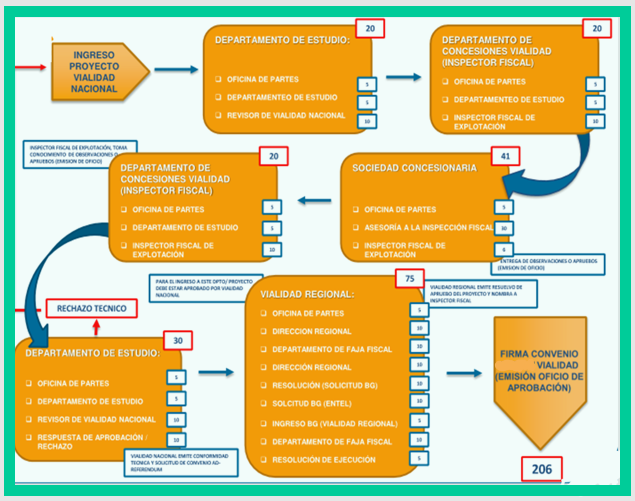 INGRESO
PROYECTO
VIALIDAD
NACIONAL
20
DEPARTAMENTO DE ESTUDIO:
OFICINA DE PARTES
5
DEPARTAMENTEO DE ESTUDIO
5
REVISOR DE VIALIDAD NACIONAL
10
20
DEPARTAMENTO DE
CONCESIONES VIALIDAD
(INSPECTOR FISCAL)
OFICINA DE PARTES
5
DEPARTAMENTEO DE ESTUDIO
5
INSPECTOR FISCAL DE
EXPLOTACIÓN
10
INSPECTOR FISCAL DE EXPLOTACIÓN, TOMA
CONOCIMIENTO DE OBSERVACIONES O
APRUEBOS (EMISION DE OFICIO)
20
DEPARTAMENTO DE
CONCESIONES VIALIDAD
(INSPECTOR FISCAL)
OFICINA DE PARTES
5
DEPARTAMENTO DE ESTUDIO
5
INSPECTOR FISCAL DE
EXPLOTACIÓN
10
41
SOCIEDAD CONCESIONARIA
OFICINA DE PARTES
5
ASESORÍA A LA INSPECCIÓN FISCAL
30
INSPECTOR FISCAL DE
EXPLOTACIÓN
6
ENTREGA DE OBSERVACIONES O APRUEBOS
(EMISION DE OFICIO)
RECHAZO TECNICO
30
DEPARTAMENTO DE ESTUDIO:
OFICINA DE PARTES
5
DEPARTAMENTO DE ESTUDIO
5
REVISOR DE VIALIDAD NACIONAL
10
RESPUESTA DE APROBACIÓN /
RECHAZO
10
VIALIDAD NACIONAL EMITE CONFORMIDAD
TECNICA Y SOLICITUD DE CONVENIO AD-
REFERENDUM
PARA EL INGRESO A ESTE DPTO/ PROYECTO
DEBE ESTAR APROBADO POR VIALIDAD
NACIONAL
75
VIALIDAD REGIONAL:
OFICINA DE PARTES
5
DIRECCION REGIONAL
10
DEPARTAMENTO DE FAJA FISCAL
10
DIRECCIÓN REGIONAL
10
RESOLUCIÓN (SOLICITUD BG)
10
SOLCITUD BG (ENTEL)
10
INGRESO BG (VIALIDAD REGIONAL)
5
DEPARTAMENTO DE FAJA FISCAL
10
RESOLUCIÓN DE EJECUCIÓN
5
VIALIDAD REGIONAL EMITE RESUELVO DE
APRUEBO DEL PROYECTO Y NOMBRA A
INSPECTOR FISCAL
FIRMA CONVENIO
VIALIDAD
(EMISIÓN OFICIO DE
APROBACIÓN)
206